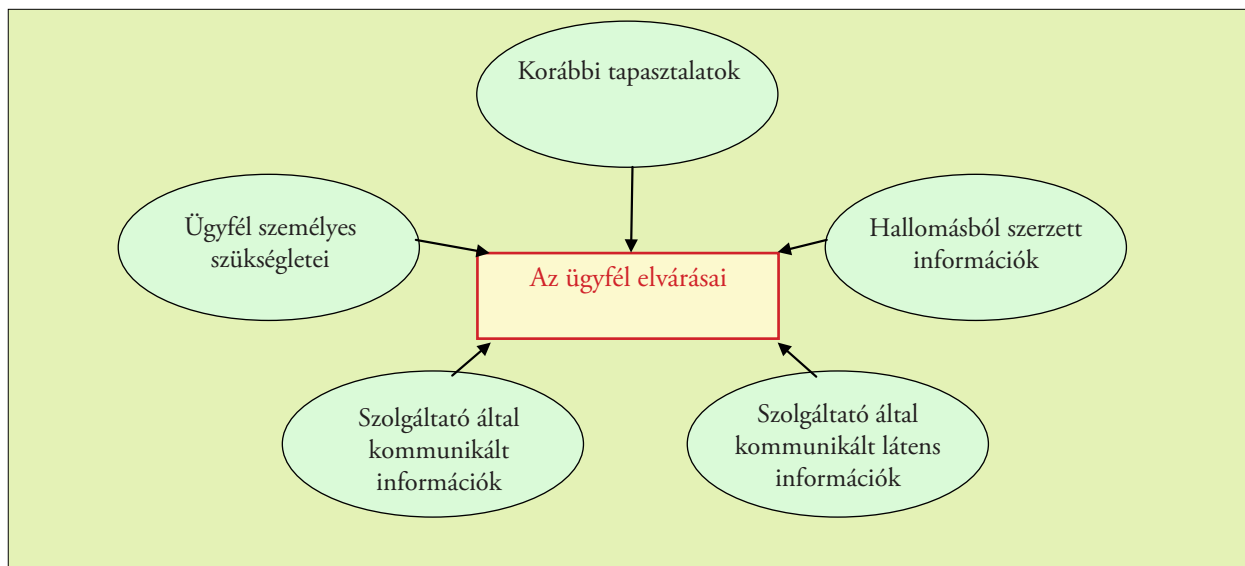 Korábbi tapasztalatok
Ügyfél személyes
szükségletei
Hallomásból szerzett
információk
Az ügyfél elvárásai
Szolgáltató által
kommunikált
információk
Szolgáltató által
kommunikált látens
információk